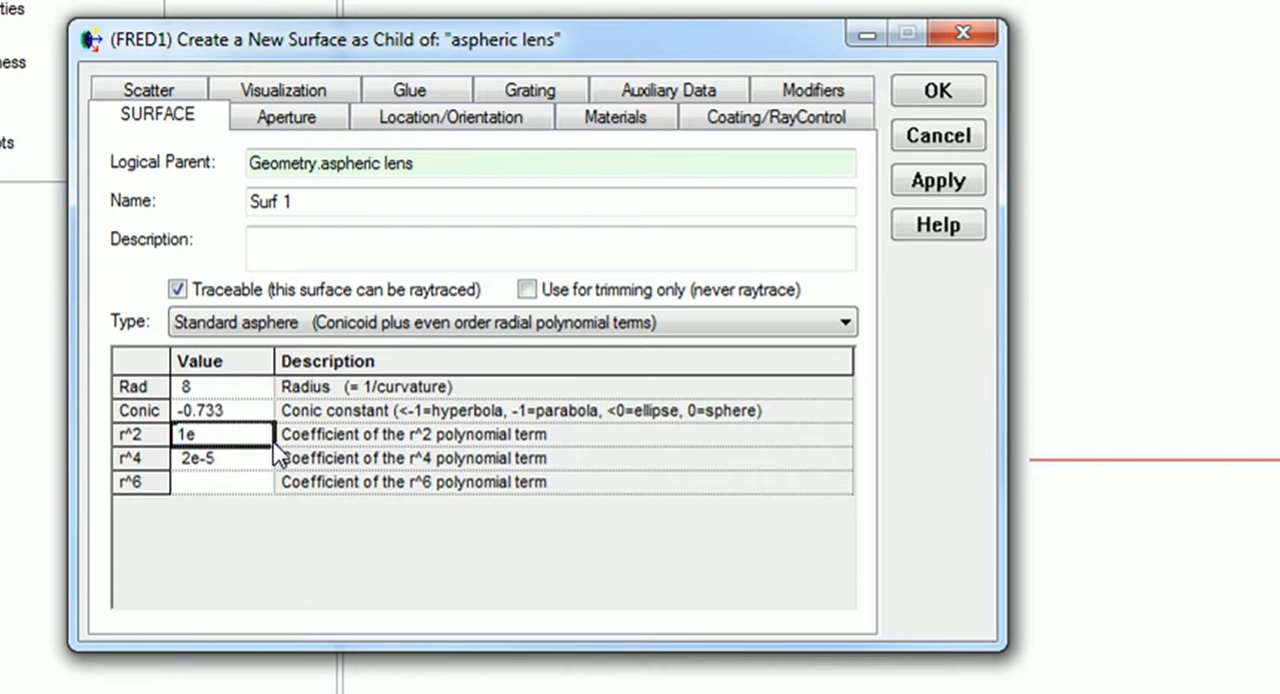 ties
(FRED1) Create a New Surface as Child of: "aspheric lens"
ness
Scatter Visualization Glue Grating Auxiliary Data Modifiers
OK
SURFACE Aperture Location/Orientation Materials Coating/RayControl
Cancel
pts
Logical Parent: Geometry.aspheric lens
Apply
Name: Surf 1
Help
Description:
Traceable (this surface can be raytraced) Use for trimming only (never raytrace)
Type: Standard asphere (Conicoid plus even order radial polynomial terms)
Value Description
Rad 8 Radius (= 1/curvature)
Conic -0.733 Conic constant (<-1=hyperbola, -1=parabola, <0=ellipse, 0=sphere)
r^2 1e Coefficient of the r^2 polynomial term
r^4 2e-5 Coefficient of the r^4 polynomial term
r^6 Coefficient of the r^6 polynomial term